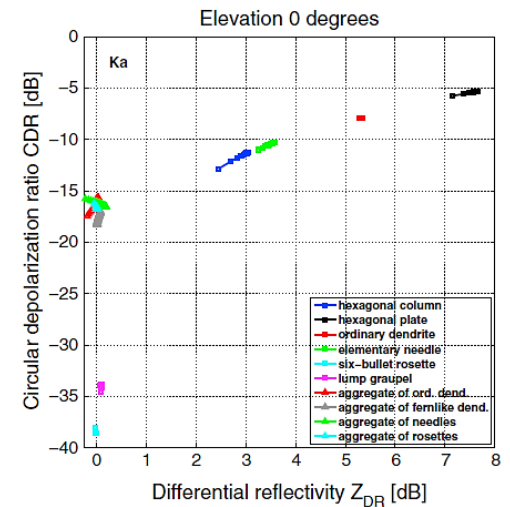 Elevation 0 degrees
Circular depolarization ratio CDR [dB]
0
−5
−10
−15
−20
−25
−30
−35
−40
Ka
hexagonal column
hexagonal plate
ordinary dendrite
elementary needle
six−bullet rosette
lump graupel
aggregate of ord. dend.
aggregate of fernlike dend.
aggregate of needles
aggregate of rosettes
0 1 2 3 4 5 6 7 8
Differential reflectivity Z_DR [dB]